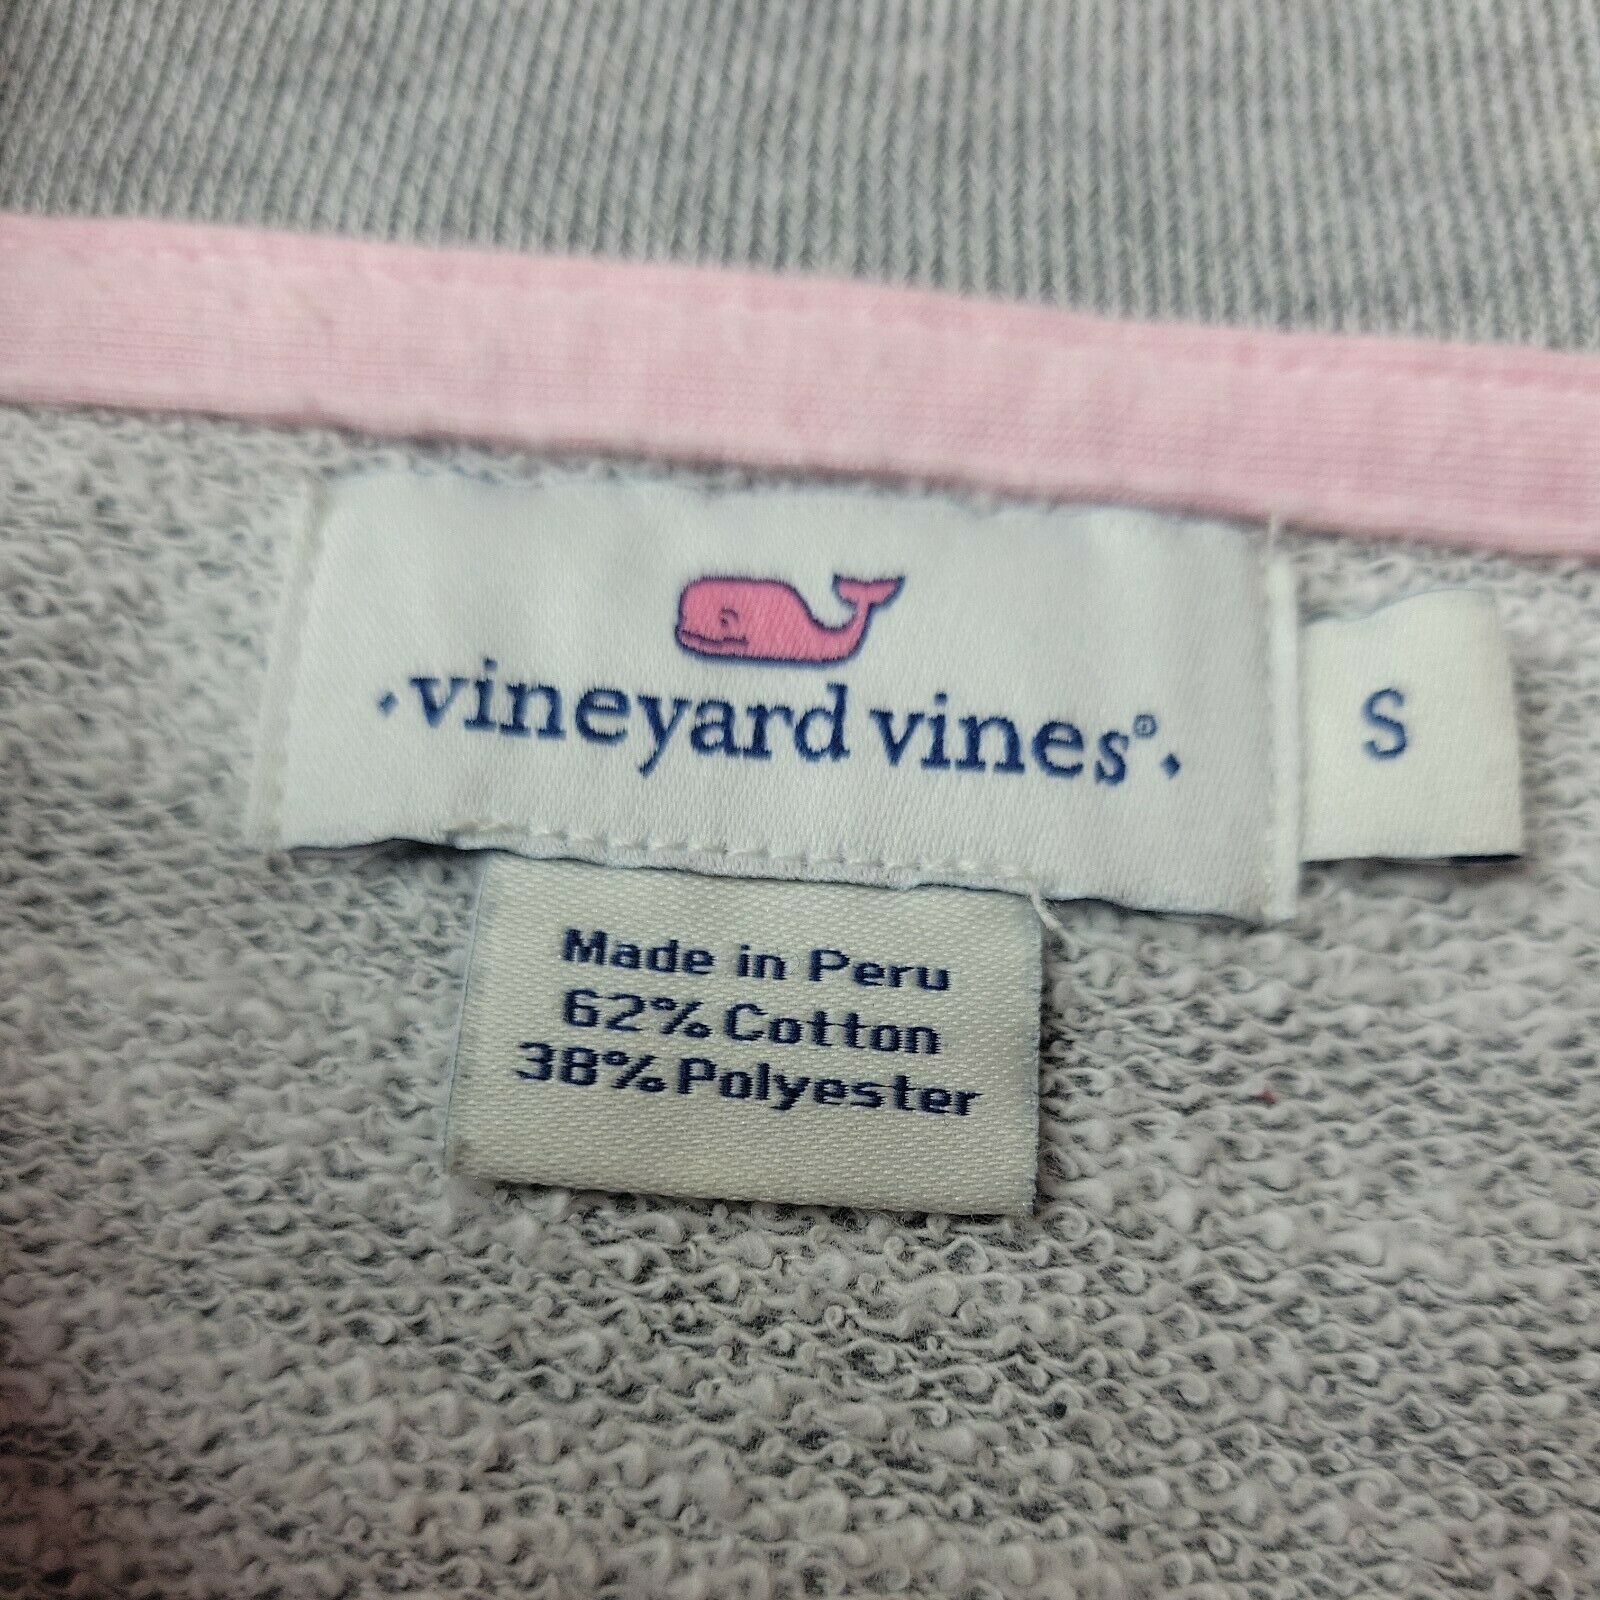 vineyard vines®
S
Made in Peru
62% Cotton
38% Polyester